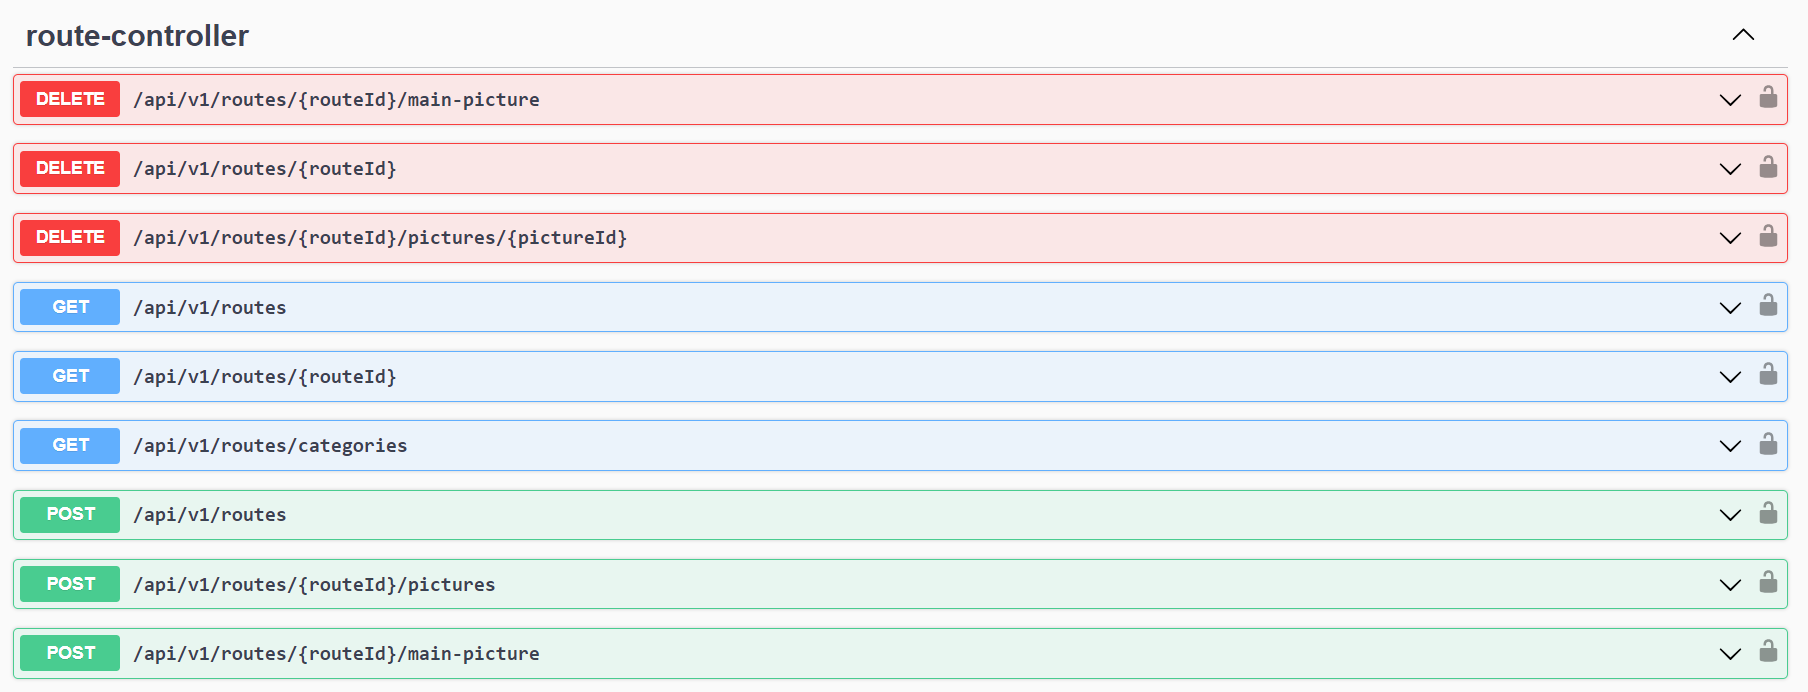 route-controller
DELETE /api/v1/routes/{routeId}/main-picture
DELETE /api/v1/routes/{routeId}
DELETE /api/v1/routes/{routeId}/pictures/{pictureId}
GET /api/v1/routes
GET /api/v1/routes/{routeId}
GET /api/v1/routes/categories
POST /api/v1/routes
POST /api/v1/routes/{routeId}/pictures
POST /api/v1/routes/{routeId}/main-picture